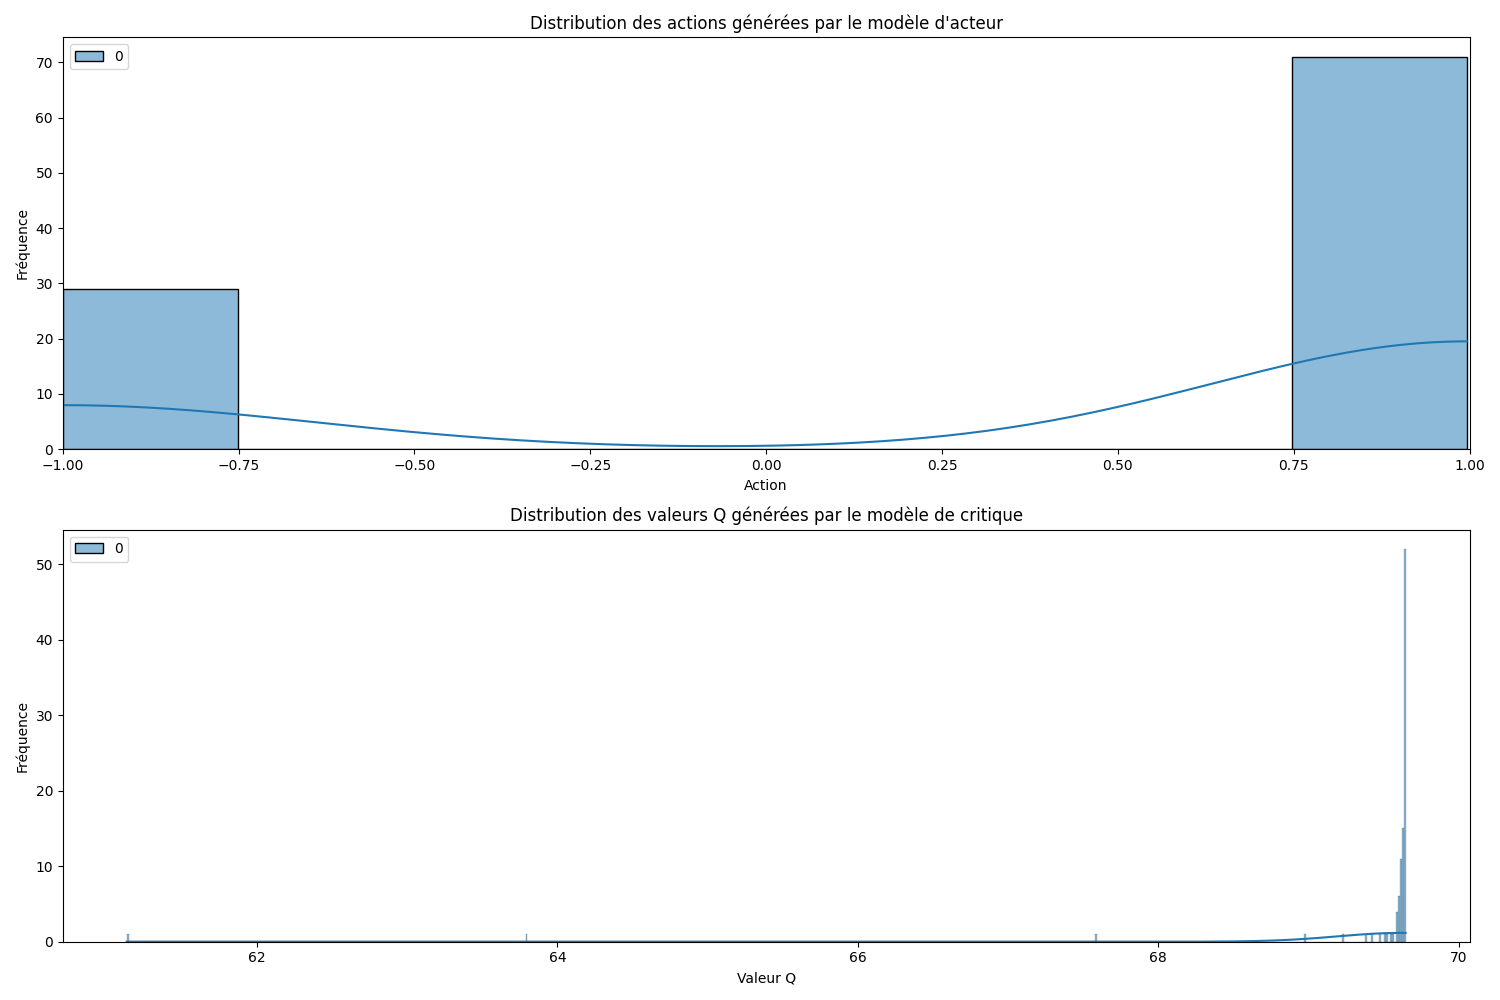 Distribution des actions générées par le modèle d'acteur
0
Fréquence
70
60
50
40
30
20
10
0
−1.00 −0.75 −0.50 −0.25 0.00 0.25 0.50 0.75 1.00
Action
Distribution des valeurs Q générées par le modèle de critique
0
Fréquence
50
40
30
20
10
0
62 64 66 68 70
Valeur Q